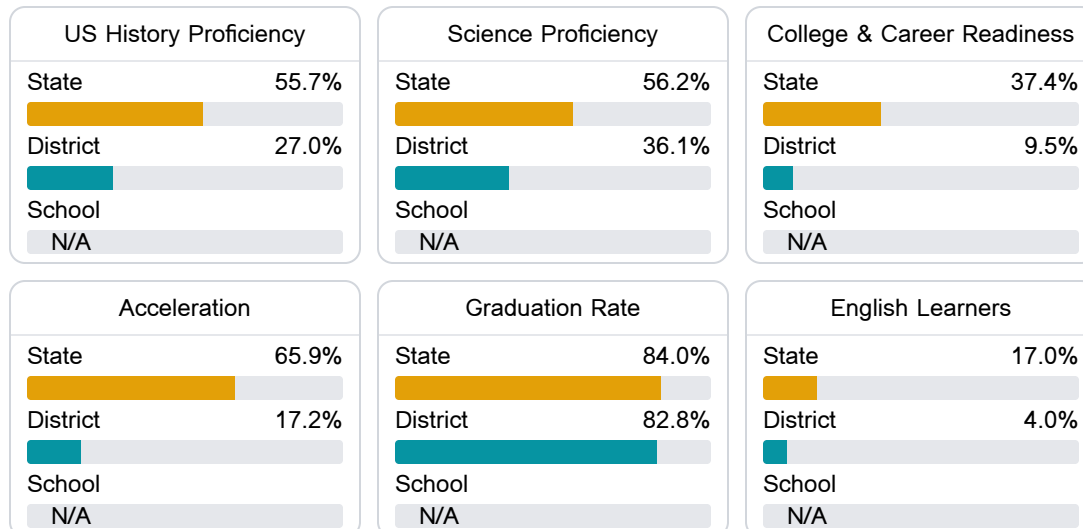 US History Proficiency
State 55.7%
District 27.0%
School
N/A
Science Proficiency
State 56.2%
District 36.1%
School
N/A
College & Career Readiness
State 37.4%
District 9.5%
School
N/A
Acceleration
State 65.9%
District 17.2%
School
N/A
Graduation Rate
State 84.0%
District 82.8%
School
N/A
English Learners
State 17.0%
District 4.0%
School
N/A